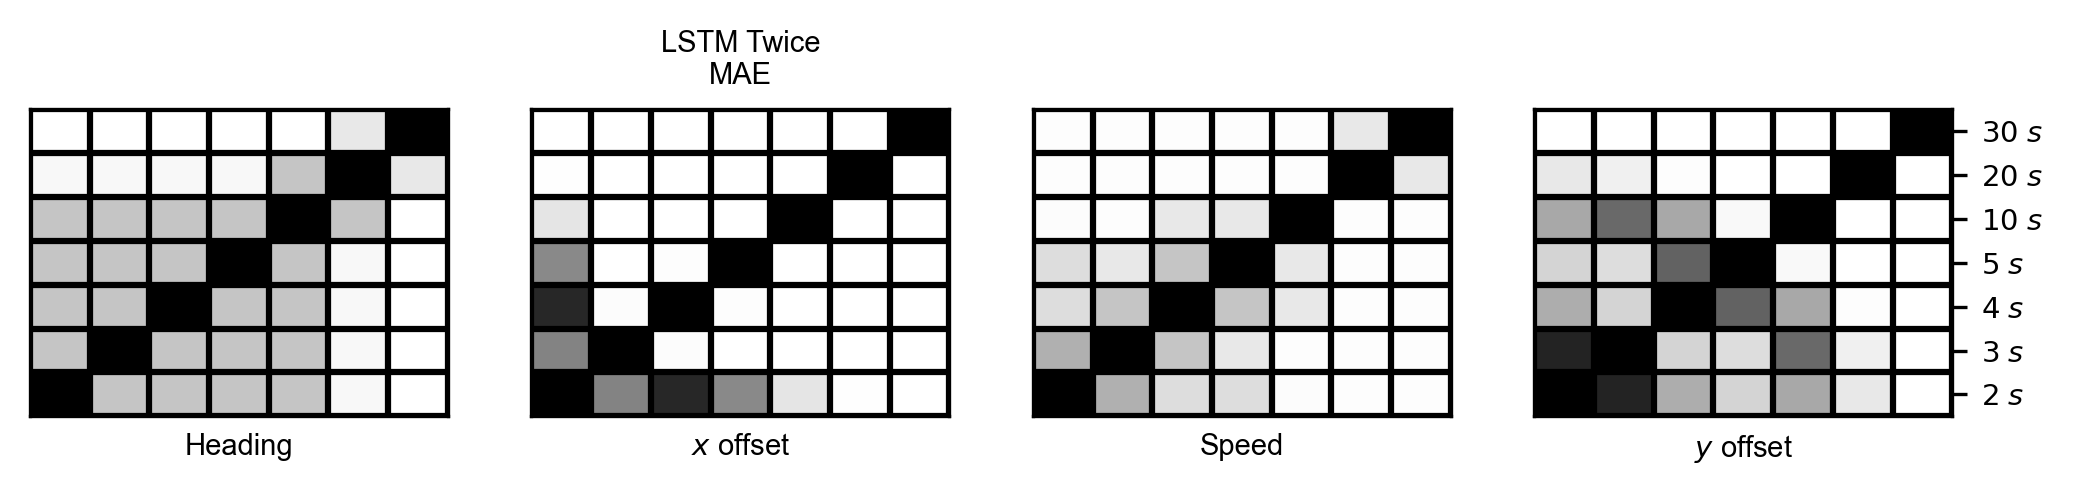 LSTM Twice
MAE
30 s
20 s
10 s
5 s
4 s
3 s
2 s
Heading
x offset
Speed
y offset